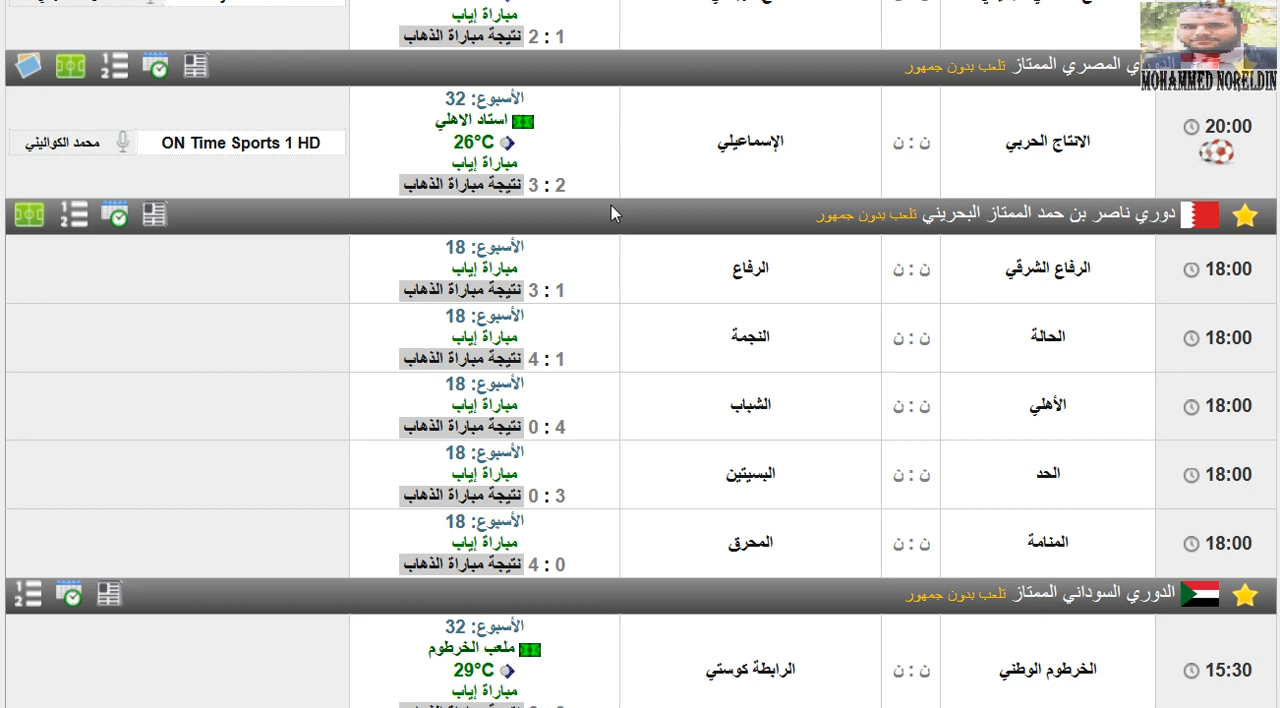 مباراة إياب
نتيجة مباراة الذهاب 2 : 1
الدوري المصري الممتاز تلعب بدون جمهور
MOHAMMED NORELDIN
20:00
الانتاج الحربي
ن : ن
الإسماعيلي
الأسبوع: 32
استاد الاهلي
26°C
مباراة إياب
نتيجة مباراة الذهاب 3 : 2
ON Time Sports 1 HD
محمد الكواليني
دوري ناصر بن حمد الممتاز البحريني تلعب بدون جمهور
18:00
الرفاع الشرقي
ن : ن
الرفاع
الأسبوع: 18
مباراة إياب
نتيجة مباراة الذهاب 3 : 1
18:00
الحالة
ن : ن
النجمة
الأسبوع: 18
مباراة إياب
نتيجة مباراة الذهاب 4 : 1
18:00
الأهلي
ن : ن
الشباب
الأسبوع: 18
مباراة إياب
نتيجة مباراة الذهاب 0 : 4
18:00
الحد
ن : ن
البسيتين
الأسبوع: 18
مباراة إياب
نتيجة مباراة الذهاب 0 : 3
18:00
المنامة
ن : ن
المحرق
الأسبوع: 18
مباراة إياب
نتيجة مباراة الذهاب 4 : 0
الدوري السوداني الممتاز تلعب بدون جمهور
15:30
الخرطوم الوطني
ن : ن
الرابطة كوستي
الأسبوع: 32
ملعب الخرطوم
29°C
مباراة إياب